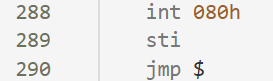 288 int 080h
289 sti
290 jmp $